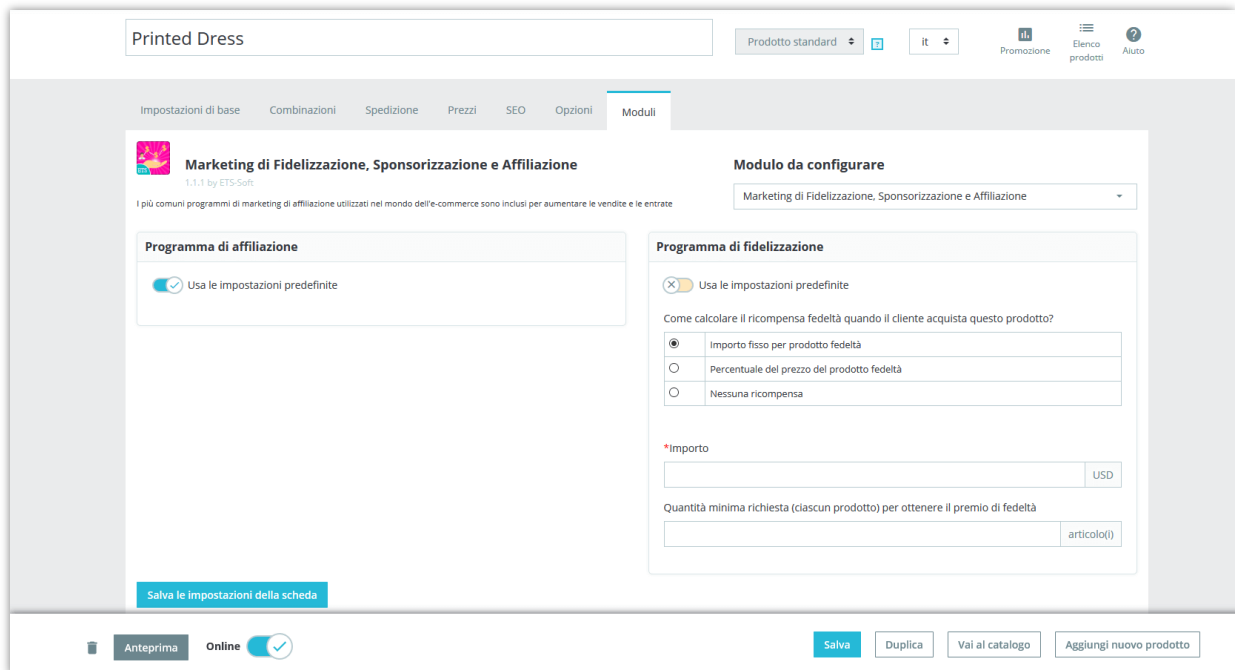 Printed Dress
Prodotto standard
?
it
Promozione
Elenco prodotti
?
Aiuto
Impostazioni di base
Combinazioni
Spedizione
Prezzi
SEO
Opzioni
Moduli
Marketing di Fidelizzazione, Sponsorizzazione e Affiliazione
1.1.1 by ETS-Soft
I più comuni programmi di marketing di affiliazione utilizzati nel mondo dell'e-commerce sono inclusi per aumentare le vendite e le entrate
Modulo da configurare
Marketing di Fidelizzazione, Sponsorizzazione e Affiliazione
Programma di affiliazione
Usa le impostazioni predefinite
Programma di fidelizzazione
Usa le impostazioni predefinite
Come calcolare il ricompensa fedeltà quando il cliente acquista questo prodotto?
Importo fisso per prodotto fedeltà
Percentuale del prezzo del prodotto fedeltà
Nessuna ricompensa
*Importo
USD
Quantità minima richiesta (ciascun prodotto) per ottenere il premio di fedeltà
articolo(i)
Salva le impostazioni della scheda
Anteprima
Online
Salva
Duplica
Vai al catalogo
Aggiungi nuovo prodotto